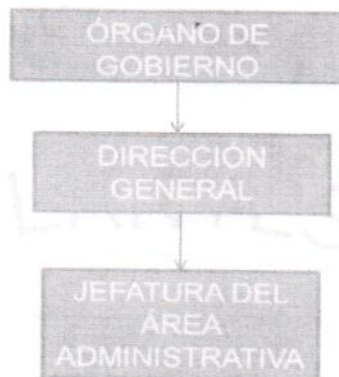 ÓRGANO DE
GOBIERNO
DIRECCIÓN
GENERAL
JEFATURA DEL
ÁREA
ADMINISTRATIVA